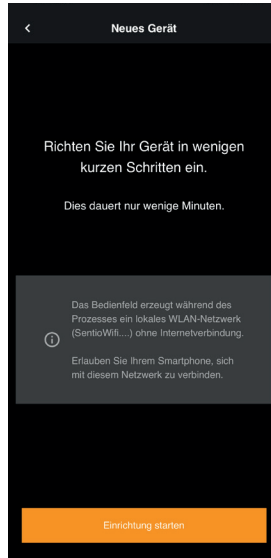 Neues Gerät
Richten Sie Ihr Gerät in wenigen
kurzen Schritten ein.
Dies dauert nur wenige Minuten.
Das Bedienfeld erzeugt während des
Prozesses ein lokales WLAN-Netzwerk
(SentioWifi....) ohne Internetverbindung.
Erlauben Sie Ihrem Smartphone, sich
mit diesem Netzwerk zu verbinden.
Einrichtung starten